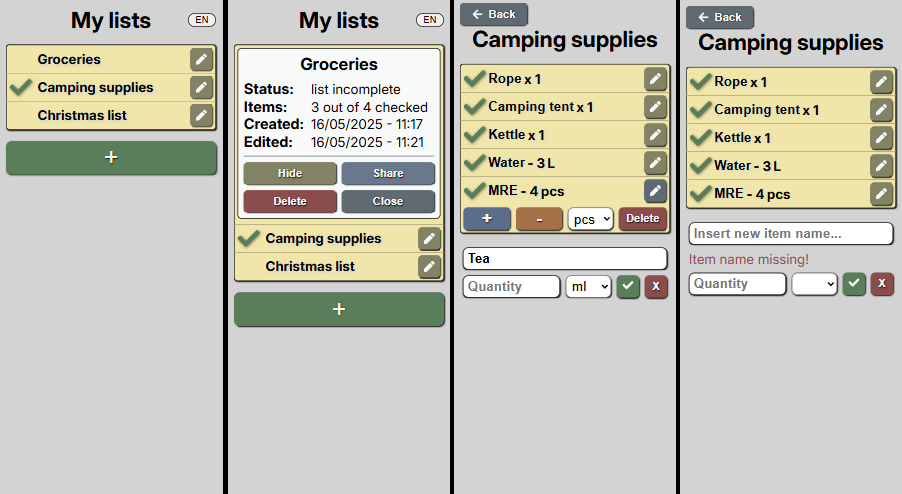 My lists
EN
Groceries
Camping supplies
Christmas list
+
My lists
EN
Groceries
Status: list incomplete
Items: 3 out of 4 checked
Created: 16/05/2025 - 11:17
Edited: 16/05/2025 - 11:21
Hide Share
Delete Close
Camping supplies
Christmas list
+
← Back
Camping supplies
Rope x 1
Camping tent x 1
Kettle x 1
Water - 3 L
MRE - 4 pcs
+ - pcs Delete
Tea
Quantity ml X
← Back
Camping supplies
Rope x 1
Camping tent x 1
Kettle x 1
Water - 3 L
MRE - 4 pcs
Insert new item name...
Item name missing!
Quantity X